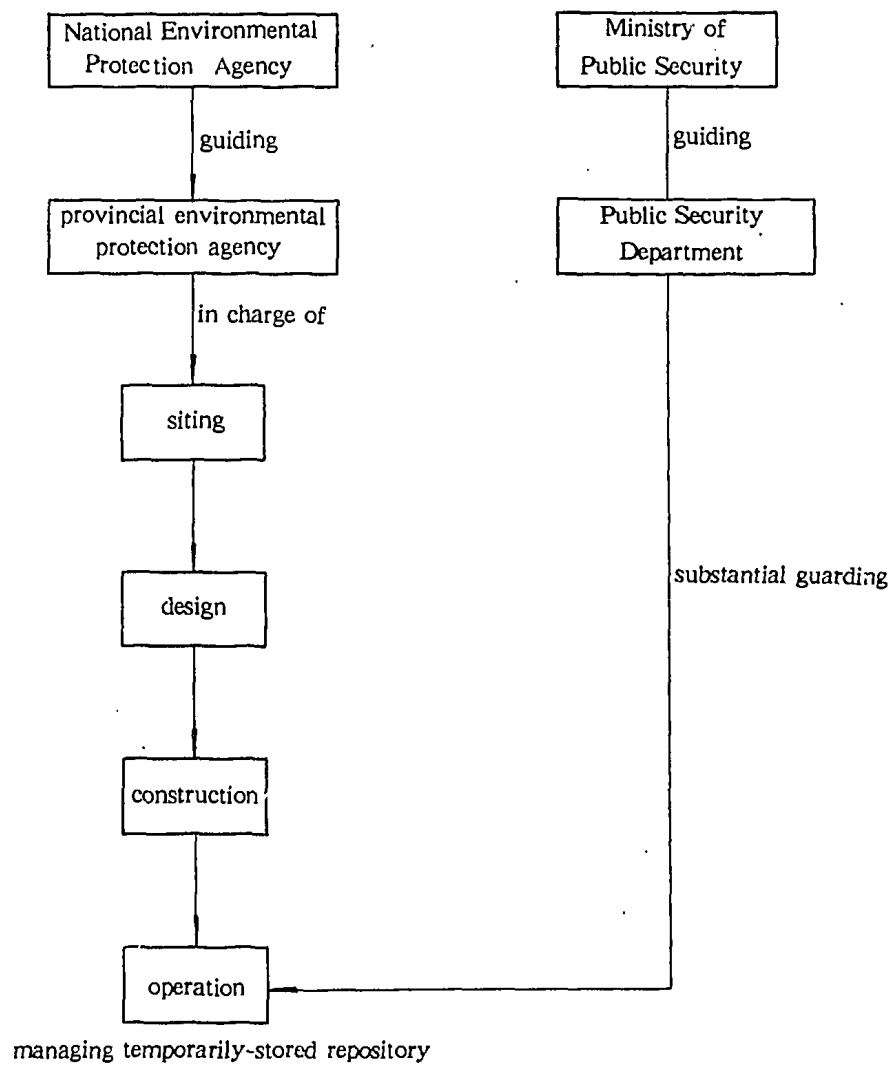 National Environmental
Protection Agency
Ministry of
Public Security
guiding
guiding
provincial environmental
protection agency
Public Security
Department
in charge of
siting
substantial guarding
design
construction
operation
managing temporarily-stored repository